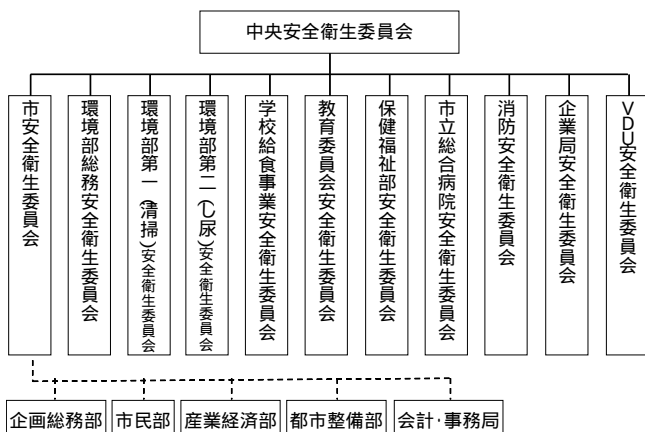 中央安全衛生委員会
市安全衛生委員会
環境部総務安全衛生委員会
環境部第一(清掃)安全衛生委員会
環境部第二(し尿)安全衛生委員会
学校給食事業安全衛生委員会
教育委員会安全衛生委員会
保健福祉部安全衛生委員会
市立総合病院安全衛生委員会
消防安全衛生委員会
企業局安全衛生委員会
VDU安全衛生委員会
企画総務部
市民部
産業経済部
都市整備部
会計・事務局